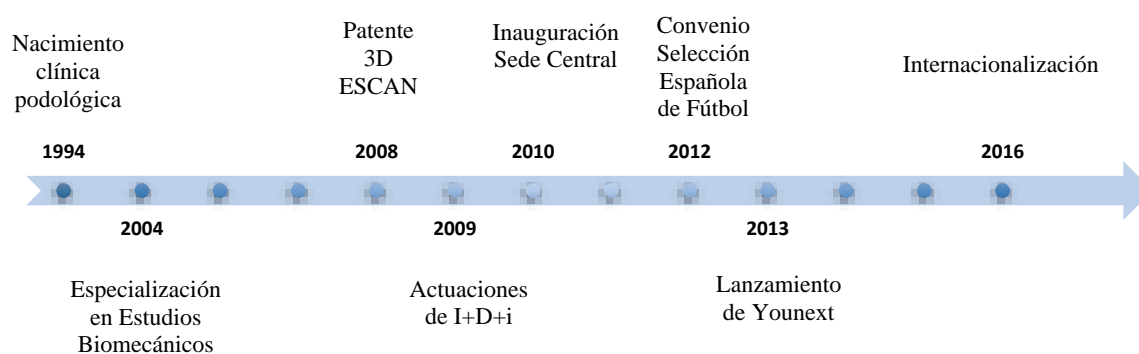 Nacimiento
clínica
podológica
Patente
3D
ESCAN
Inauguración
Sede Central
Convenio
Selección
Española
de Fútbol
Internacionalización
1994
2008
2010
2012
2016
2004
2009
2013
Especialización
en Estudios
Biomecánicos
Actuaciones
de I+D+i
Lanzamiento
de Younext